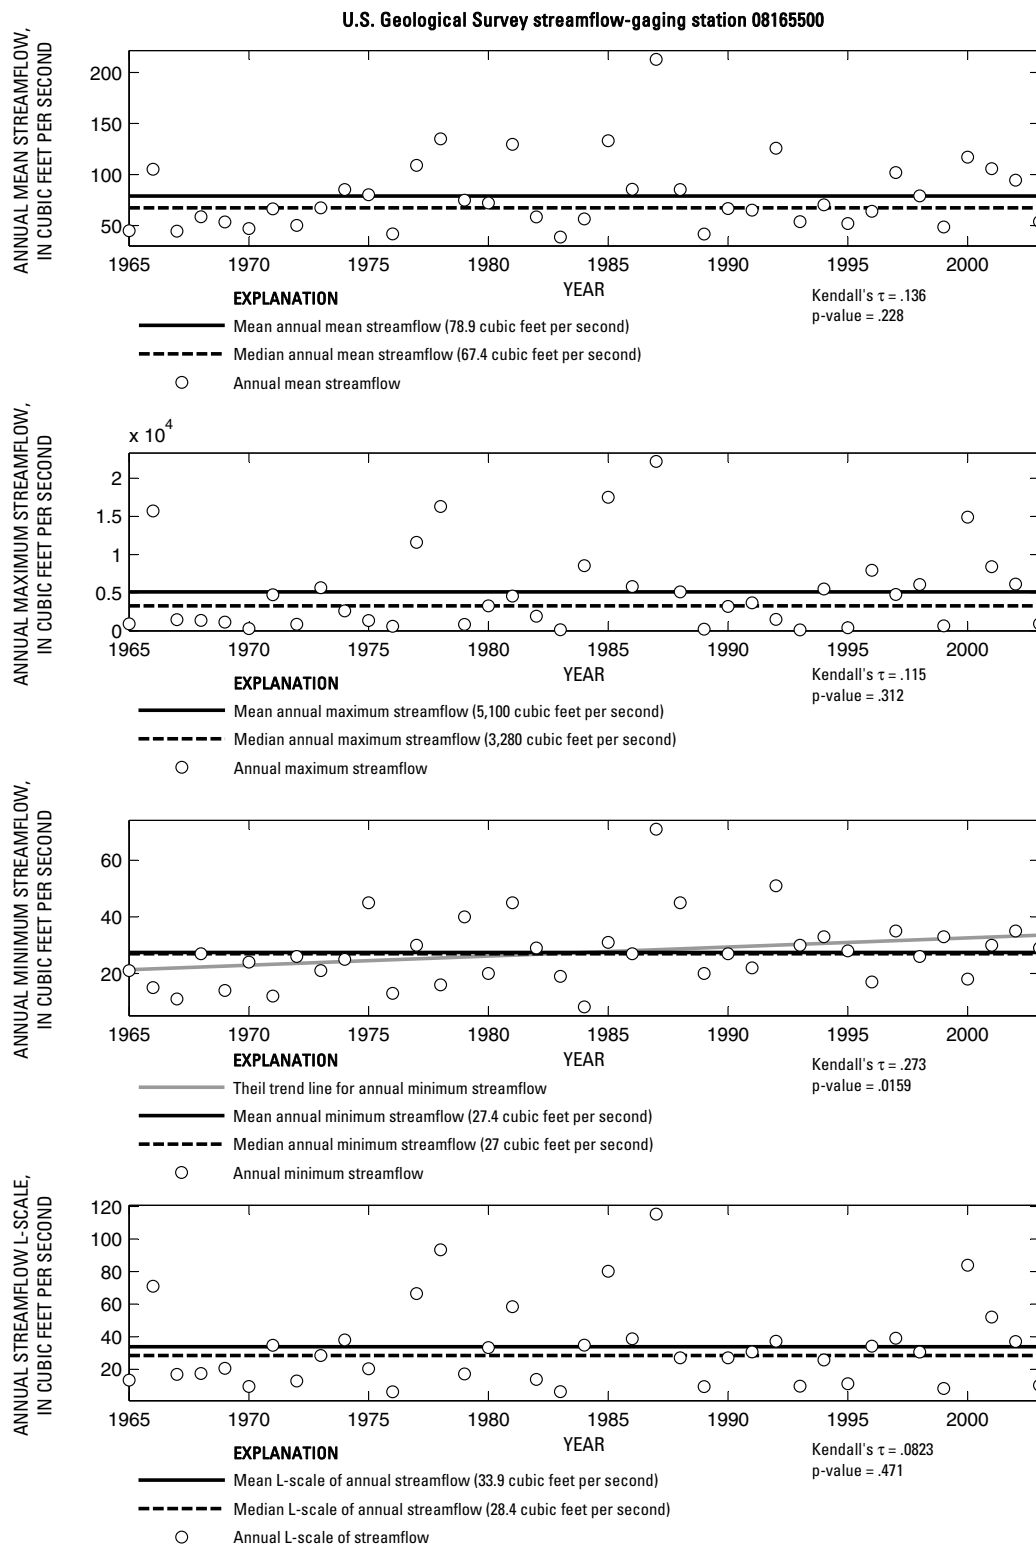 U.S. Geological Survey streamflow-gaging station 08165500
ANNUAL MEAN STREAMFLOW,
IN CUBIC FEET PER SECOND
200
150
100
50
1965 1970 1975 1980 1985 1990 1995 2000
YEAR
Kendall's τ = .136
p-value = .228
EXPLANATION
Mean annual mean streamflow (78.9 cubic feet per second)
Median annual mean streamflow (67.4 cubic feet per second)
Annual mean streamflow
ANNUAL MAXIMUM STREAMFLOW,
IN CUBIC FEET PER SECOND
x 10^4
2
1.5
1
0.5
0
1965 1970 1975 1980 1985 1990 1995 2000
YEAR
Kendall's τ = .115
p-value = .312
EXPLANATION
Mean annual maximum streamflow (5,100 cubic feet per second)
Median annual maximum streamflow (3,280 cubic feet per second)
Annual maximum streamflow
ANNUAL MINIMUM STREAMFLOW,
IN CUBIC FEET PER SECOND
60
40
20
1965 1970 1975 1980 1985 1990 1995 2000
YEAR
Kendall's τ = .273
p-value = .0159
EXPLANATION
Theil trend line for annual minimum streamflow
Mean annual minimum streamflow (27.4 cubic feet per second)
Median annual minimum streamflow (27 cubic feet per second)
Annual minimum streamflow
ANNUAL STREAMFLOW L-SCALE,
IN CUBIC FEET PER SECOND
120
100
80
60
40
20
1965 1970 1975 1980 1985 1990 1995 2000
YEAR
Kendall's τ = .0823
p-value = .471
EXPLANATION
Mean L-scale of annual streamflow (33.9 cubic feet per second)
Median L-scale of annual streamflow (28.4 cubic feet per second)
Annual L-scale of streamflow